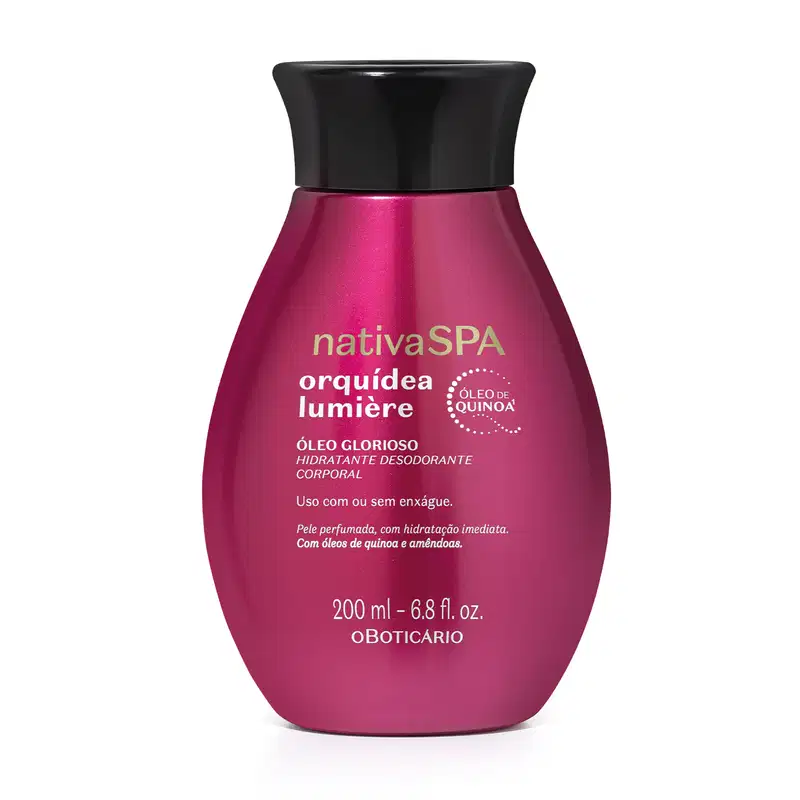 nativaSPA
orquídea
lumière
ÓLEO DE
QUINOA¹
ÓLEO GLORIOSO
HIDRATANTE DESODORANTE
CORPORAL
Uso com ou sem enxágue.
Pele perfumada, com hidratação imediata.
Com óleos de quinoa e amêndoas.
200 ml - 6.8 fl. oz.
oBoticário